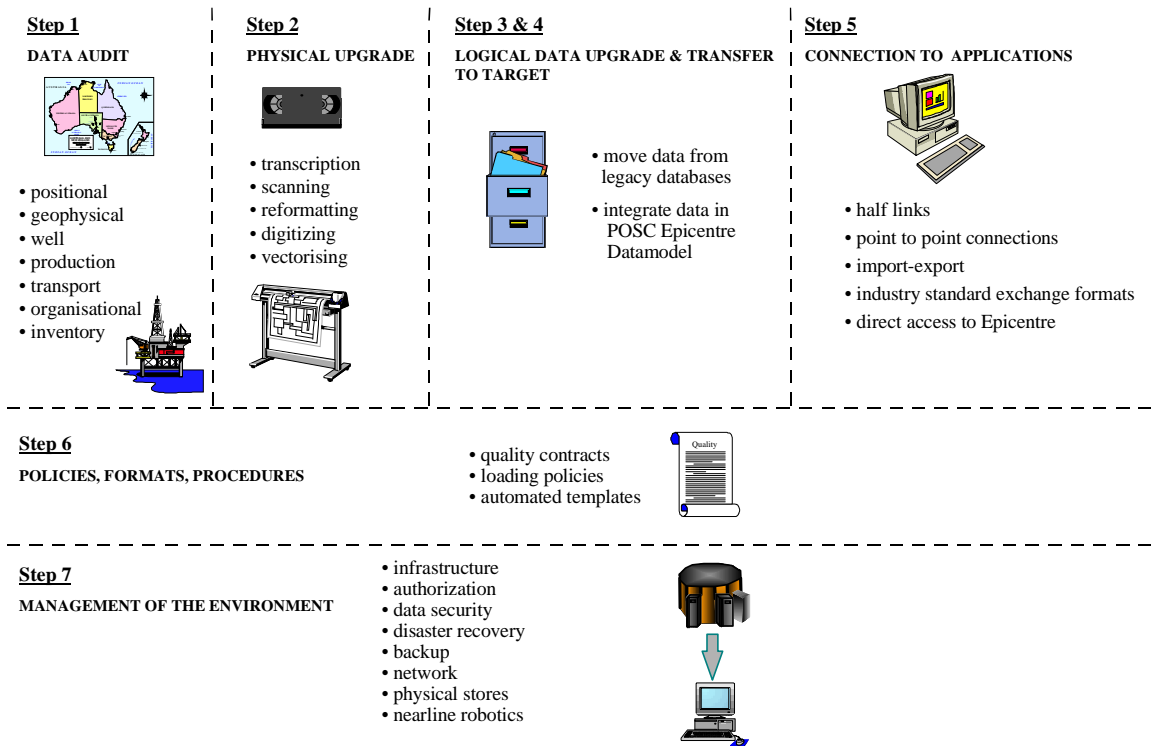 Step 1
DATA AUDIT
• positional
• geophysical
• well
• production
• transport
• organisational
• inventory
Step 2
PHYSICAL UPGRADE
• transcription
• scanning
• reformatting
• digitizing
• vectorising
Step 3 & 4
LOGICAL DATA UPGRADE & TRANSFER
TO TARGET
• move data from
legacy databases
• integrate data in
POSC Epicentre
Datamodel
Step 5
CONNECTION TO APPLICATIONS
• half links
• point to point connections
• import-export
• industry standard exchange formats
• direct access to Epicentre
Step 6
POLICIES, FORMATS, PROCEDURES
• quality contracts
• loading policies
• automated templates
Quality
Step 7
MANAGEMENT OF THE ENVIRONMENT
• infrastructure
• authorization
• data security
• disaster recovery
• backup
• network
• physical stores
• nearline robotics